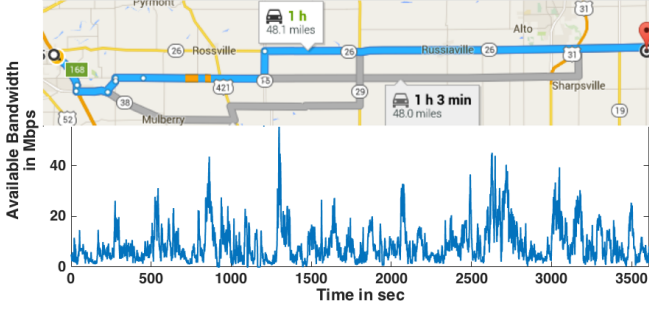 Pyrmont
1 h
48.1 miles
Alto
31
26
Rossville
26
Russiaville
26
31
168
421
Sharpsville
38
29
1 h 3 min
48.0 miles
19
52
Mulberry
Available Bandwidth
in Mbps
40
20
0
0
500
1000
1500
2000
2500
3000
3500
Time in sec